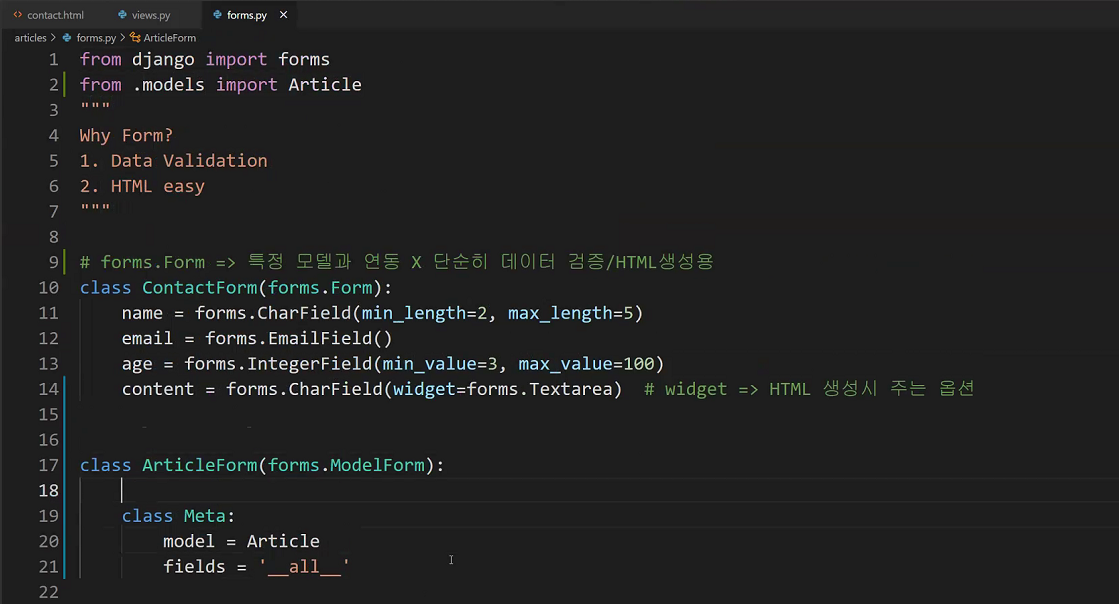 contact.html views.py forms.py
articles > forms.py > ArticleForm
1 from django import forms
2 from .models import Article
3 """
4 Why Form?
5 1. Data Validation
6 2. HTML easy
7 """
8
9 # forms.Form => 특정 모델과 연동 X 단순히 데이터 검증/HTML생성용
10 class ContactForm(forms.Form):
11 name = forms.CharField(min_length=2, max_length=5)
12 email = forms.EmailField()
13 age = forms.IntegerField(min_value=3, max_value=100)
14 content = forms.CharField(widget=forms.Textarea) # widget => HTML 생성시 주는 옵션
15
16
17 class ArticleForm(forms.ModelForm):
18
19 class Meta:
20 model = Article
21 fields = '__all__'
22